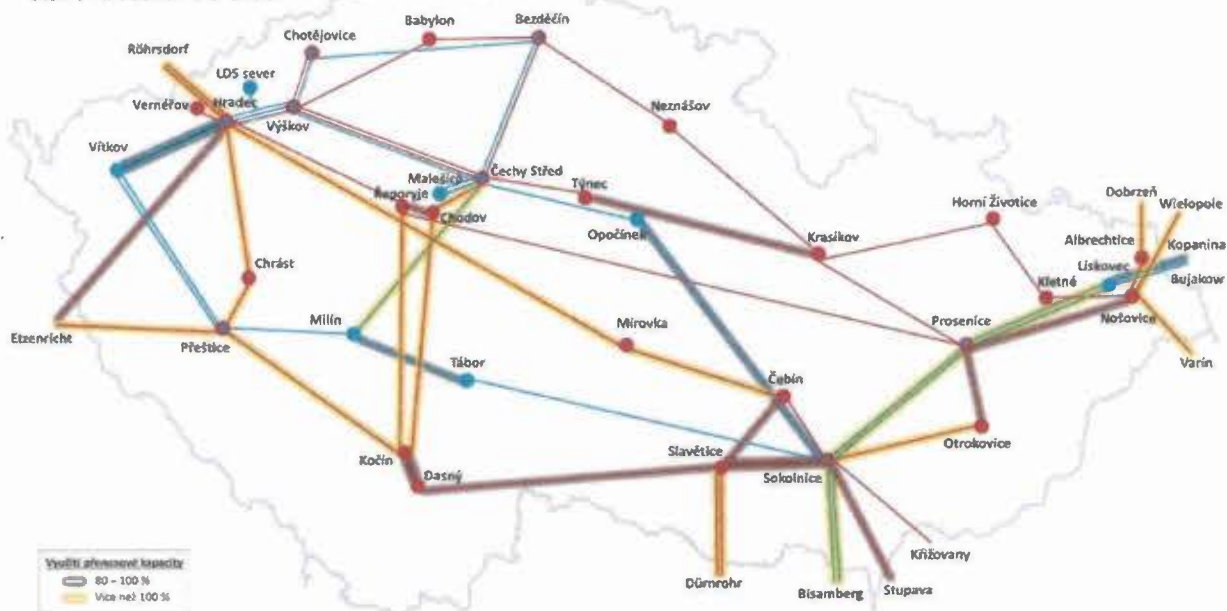 Bezděčín
Babylon
Chotějovice
Röhrsdorf
LDS sever
Vernéřov
Hradec
Výškov
Neznášov
Vítkov
Čechy Střed
Malešice
Týnec
Řeporyje
Chodov
Opočínek
Horní Životice
Dobrzeň
Wielopole
Albrechtice
Kopanina
Liskovec
Bujakow
Krasíkov
Kletné
Nošovice
Chrást
Etzenricht
Přeštice
Milín
Mírovka
Prosenice
Varín
Tábor
Čebín
Otrokovice
Kočín
Dasný
Slavětice
Sokolnice
Křižovany
Dürnrohr
Bisamberg
Stupava
Využití přenosové kapacity
80 – 100 %
Více než 100 %